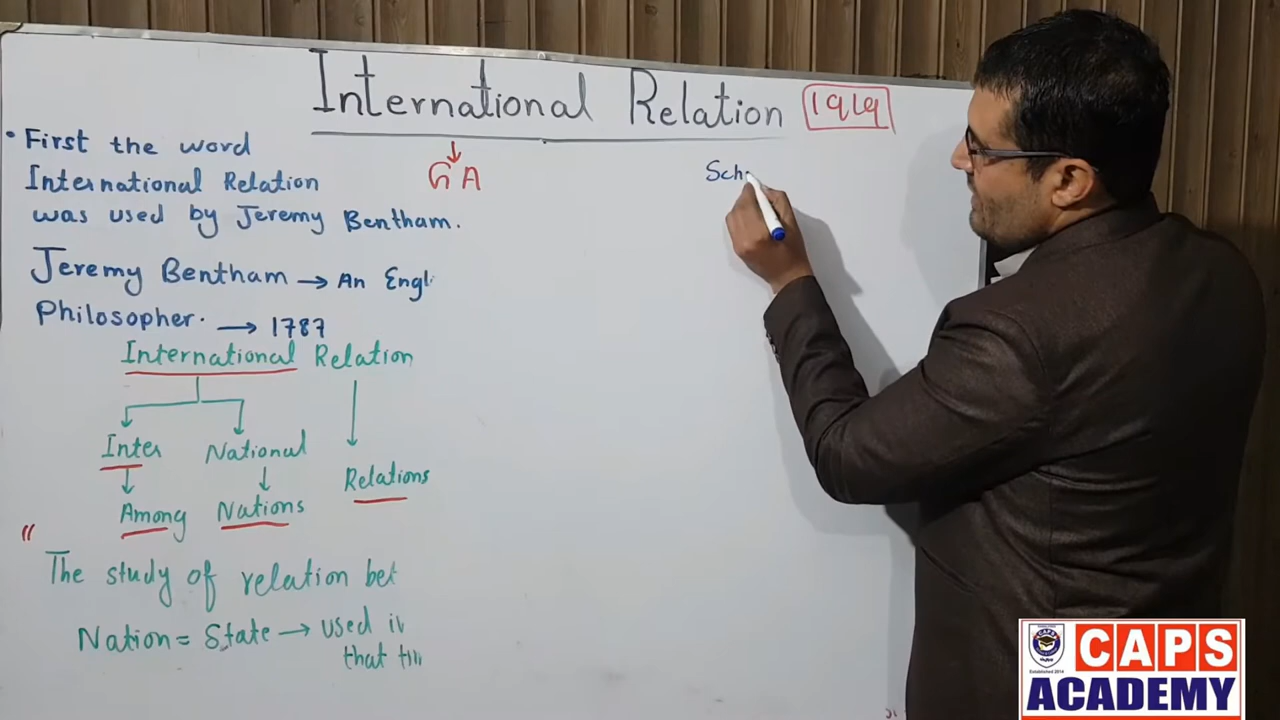 International Relation 1919
GA
• First the word
International Relation
was used by Jeremy Bentham.
Jeremy Bentham → An Engl
Philosopher. → 1787
International Relation
Inter National
Relations
Among Nations
"
The study of relation bet
Nation = State → used i
that ti
Sch
CAPS
ACADEMY